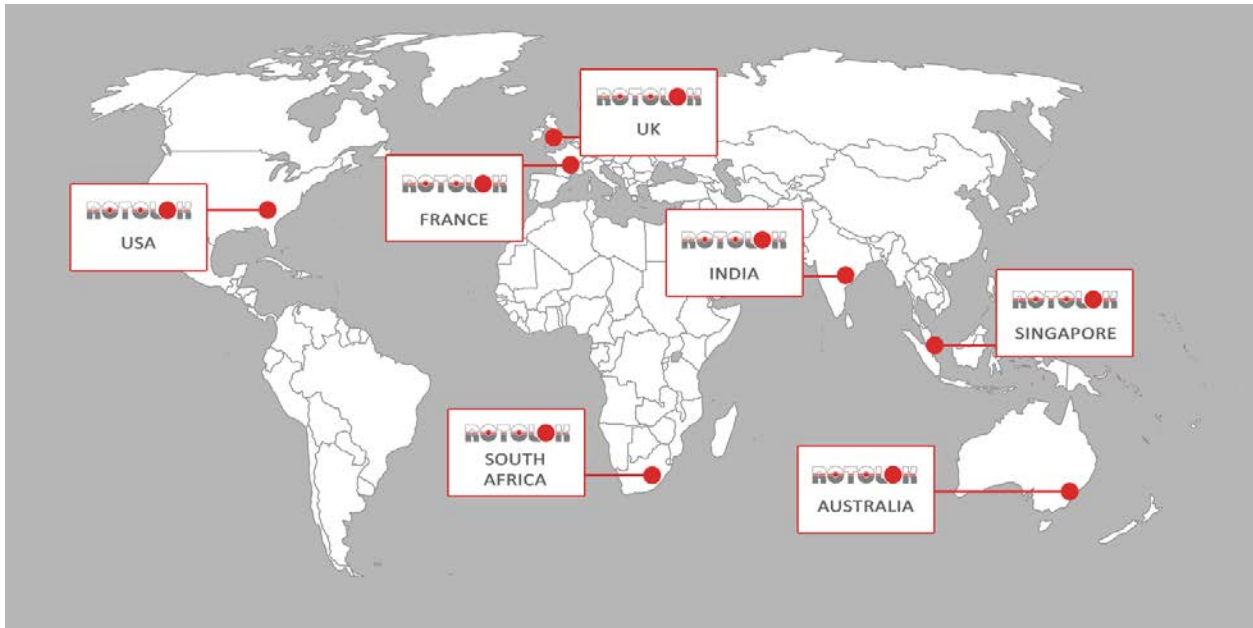 ROTOLOK
UK
ROTOLOK
FRANCE
ROTOLOK
USA
ROTOLOK
INDIA
ROTOLOK
SINGAPORE
ROTOLOK
SOUTH
AFRICA
ROTOLOK
AUSTRALIA